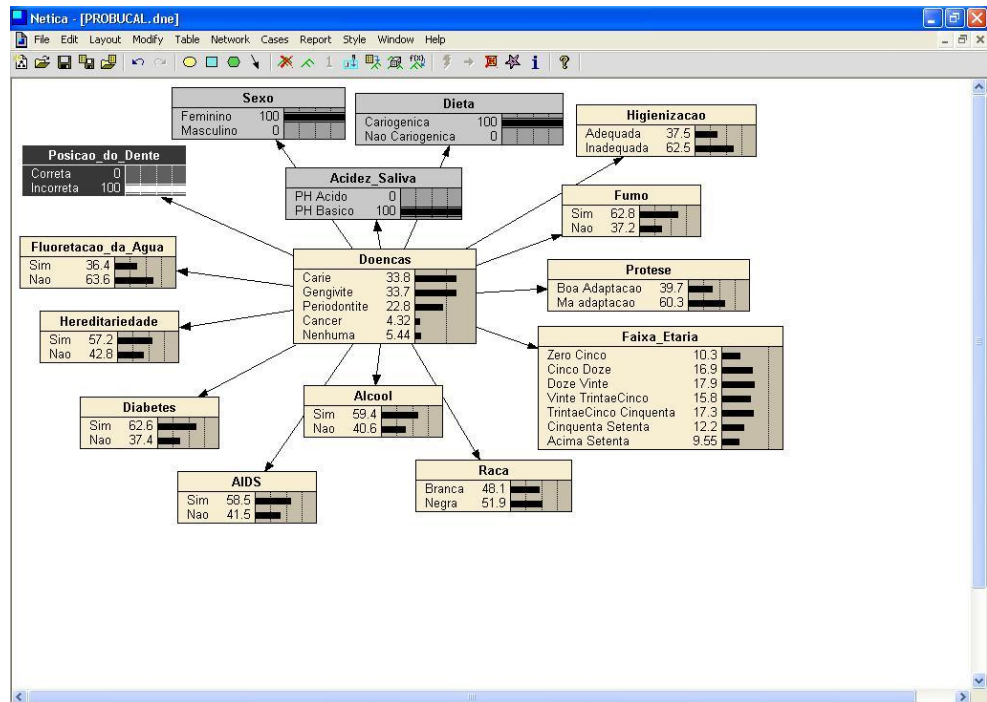 Netica - [PROBUCAL.dne]
File Edit Layout Modify Table Network Cases Report Style Window Help
Sexo
Feminino 100
Masculino 0
Dieta
Cariogenica 100
Nao Cariogenica 0
Higienizacao
Adequada 37.5
Inadequada 62.5
Posicao_do_Dente
Correta 0
Incorreta 100
Acidez_Saliva
PH Acido 0
PH Basico 100
Fumo
Sim 62.8
Nao 37.2
Fluoretacao_da_Agua
Sim 36.4
Nao 63.6
Doencas
Carie 33.8
Gengivite 33.7
Periodontite 22.8
Cancer 4.32
Nenhuma 5.44
Protese
Boa Adaptacao 39.7
Ma adaptacao 60.3
Hereditariedade
Sim 57.2
Nao 42.8
Faixa_Etaria
Zero Cinco 10.3
Cinco Doze 16.9
Doze Vinte 17.9
Vinte TrintaeCinco 15.8
TrintaeCinco Cinquenta 17.3
Cinquenta Setenta 12.2
Acima Setenta 9.55
Diabetes
Sim 62.6
Nao 37.4
Alcool
Sim 59.4
Nao 40.6
AIDS
Sim 58.5
Nao 41.5
Raca
Branca 48.1
Negra 51.9